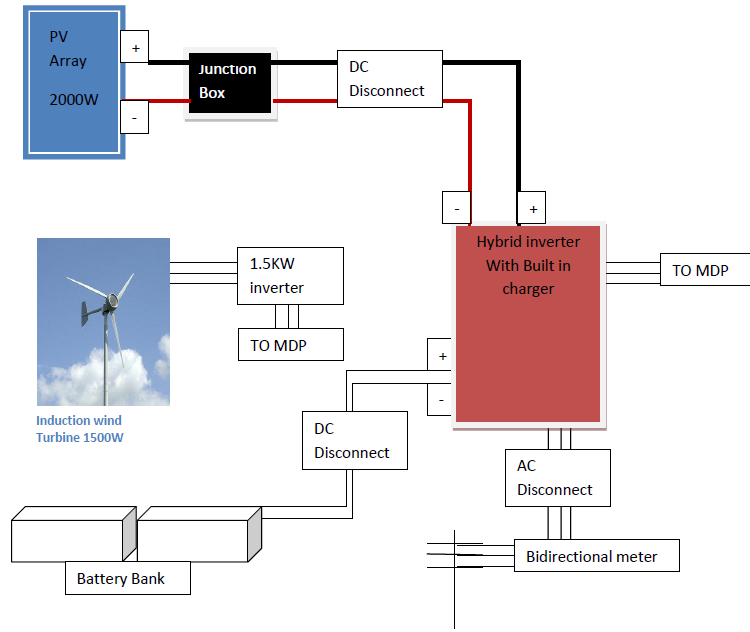 PV
Array
2000W
+
-
Junction
Box
DC
Disconnect
-
+
Hybrid inverter
With Built in
charger
TO MDP
1.5KW
inverter
TO MDP
Induction wind
Turbine 1500W
+
-
DC
Disconnect
AC
Disconnect
Bidirectional meter
Battery Bank